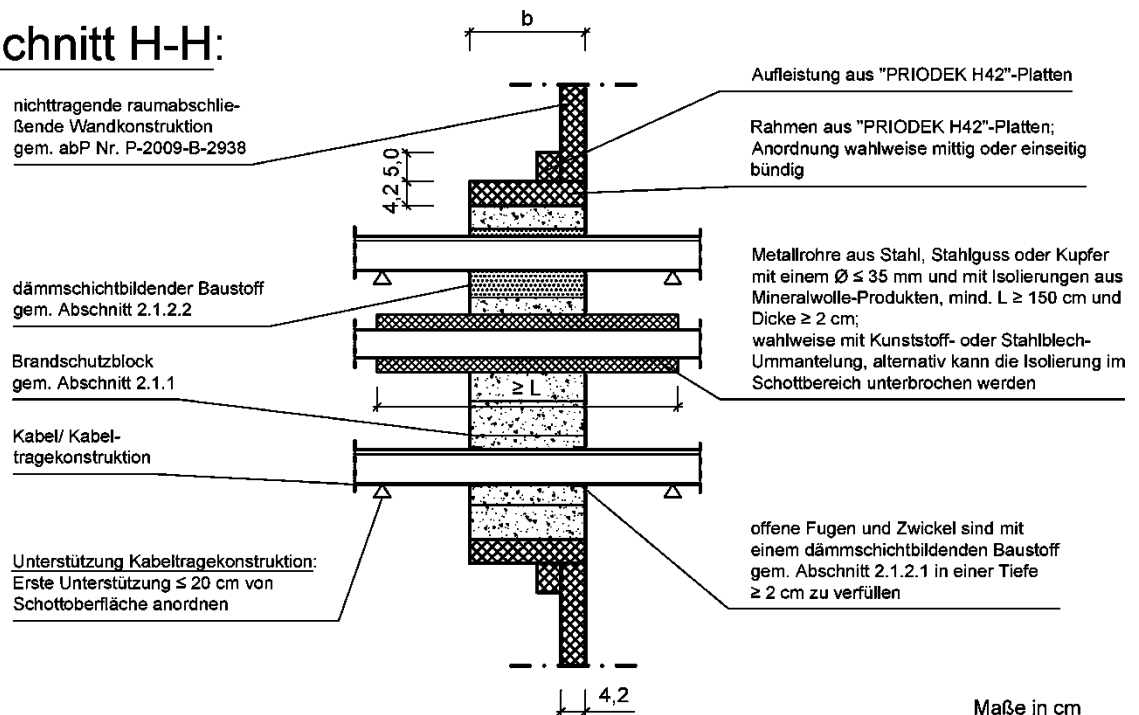 chnitt H-H:
b
nichttragende raumabschlie-
ßende Wandkonstruktion
gem. abP Nr. P-2009-B-2938
Aufleistung aus "PRIODEK H42"-Platten
Rahmen aus "PRIODEK H42"-Platten;
Anordnung wahlweise mittig oder einseitig
bündig
5,0
4,2
dämmschichtbildender Baustoff
gem. Abschnitt 2.1.2.2
Metallrohre aus Stahl, Stahlguss oder Kupfer
mit einem Ø ≤ 35 mm und mit Isolierungen aus
Mineralwolle-Produkten, mind. L ≥ 150 cm und
Dicke ≥ 2 cm;
wahlweise mit Kunststoff- oder Stahlblech-
Ummantelung, alternativ kann die Isolierung im
Schottbereich unterbrochen werden
Brandschutzblock
gem. Abschnitt 2.1.1
≥ L
Kabel/ Kabel-
tragekonstruktion
Unterstützung Kabeltragekonstruktion:
Erste Unterstützung ≤ 20 cm von
Schottoberfläche anordnen
offene Fugen und Zwickel sind mit
einem dämmschichtbildenden Baustoff
gem. Abschnitt 2.1.2.1 in einer Tiefe
≥ 2 cm zu verfüllen
4,2
Maße in cm